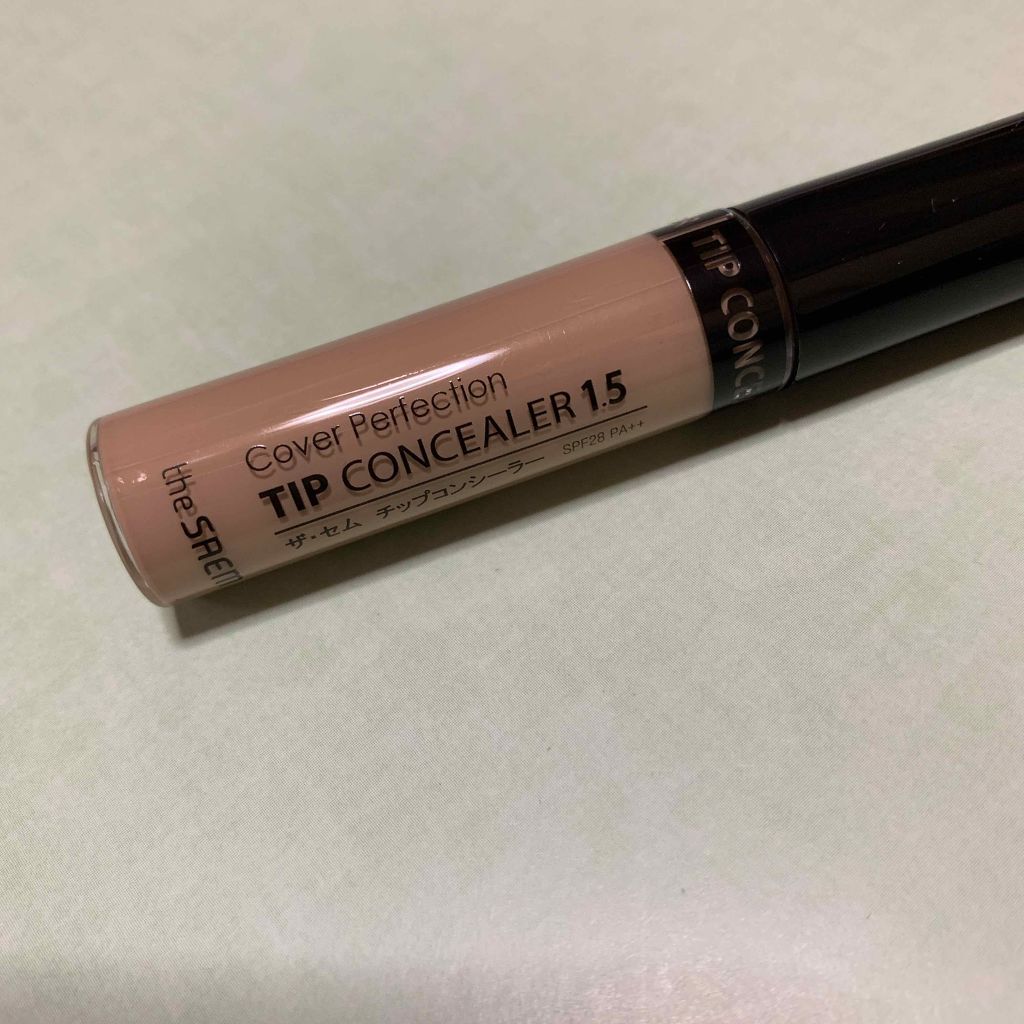 Cover Perfection
TIP CONCEALER 1.5
ザ・セム チップコンシーラー SPF28 PA++
the SAEM
TIP CONC